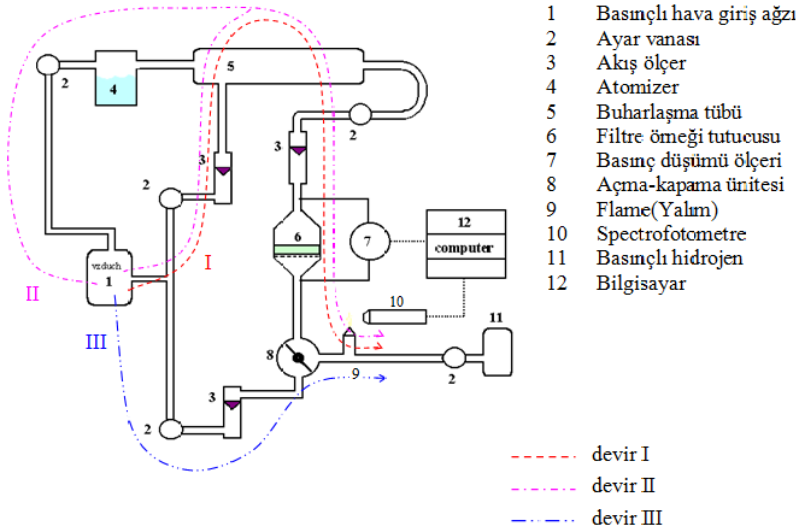 1 Basınçlı hava giriş ağzı
2 Ayar vanası
3 Akış ölçer
4 Atomizer
5 Buharlaşma tübü
6 Filtre örneği tutucusu
7 Basınç düşümü ölçeri
8 Açma-kapama ünitesi
9 Flame(Yalım)
10 Spectrofotometre
11 Basınçlı hidrojen
12 Bilgisayar
2
4
5
2
3
3
2
6
7
12
computer
vzduch
1
I
II
III
10
11
8
9
2
3
2
devir I
devir II
devir III